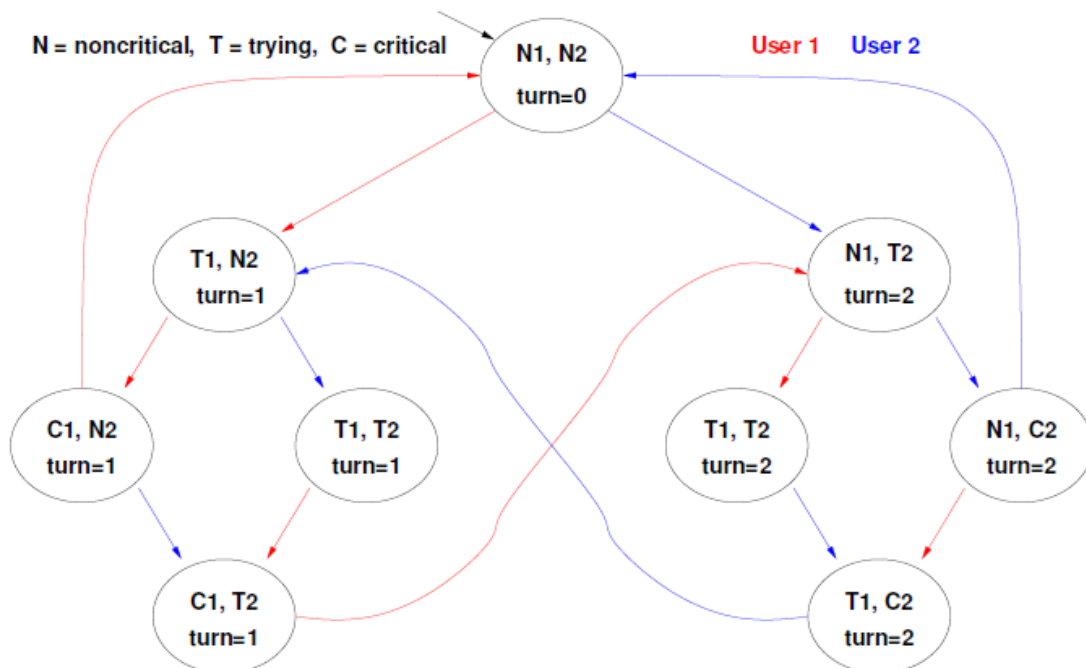 N = noncritical, T = trying, C = critical
User 1 User 2
N1, N2
turn=0
T1, N2
turn=1
N1, T2
turn=2
C1, N2
turn=1
T1, T2
turn=1
T1, T2
turn=2
N1, C2
turn=2
C1, T2
turn=1
T1, C2
turn=2